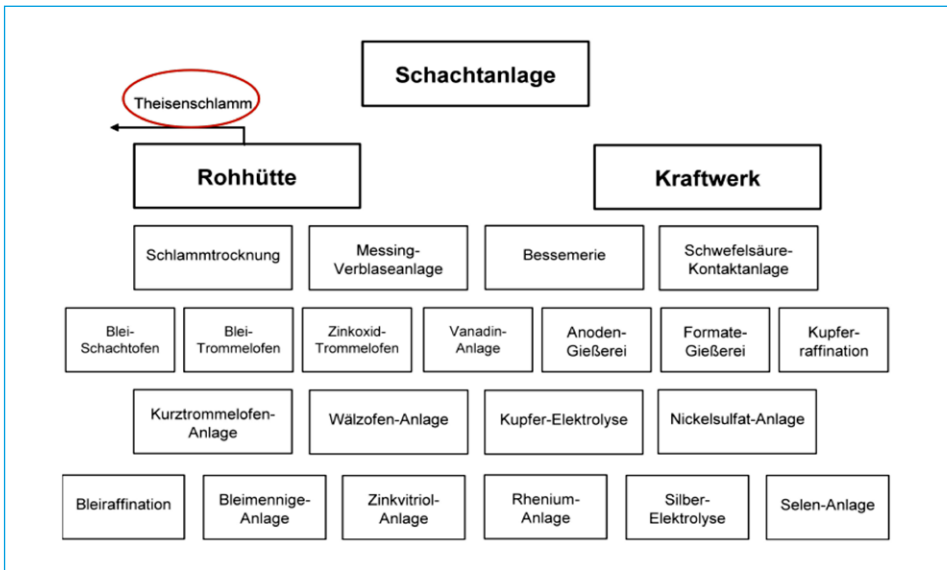 Schachtanlage
Theisenschlamm
Rohhütte
Kraftwerk
Schlammtrocknung
Messing-
Verblaseanlage
Bessemerie
Schwefelsäure-
Kontaktanlage
Blei-
Schachtofen
Blei-
Trommelofen
Zinkoxid-
Trommelofen
Vanadin-
Anlage
Anoden-
Gießerei
Formate-
Gießerei
Kupfer-
raffination
Kurztrommelofen-
Anlage
Wälzofen-Anlage
Kupfer-Elektrolyse
Nickelsulfat-Anlage
Bleiraffination
Bleimennige-
Anlage
Zinkvitriol-
Anlage
Rhenium-
Anlage
Silber-
Elektrolyse
Selen-Anlage